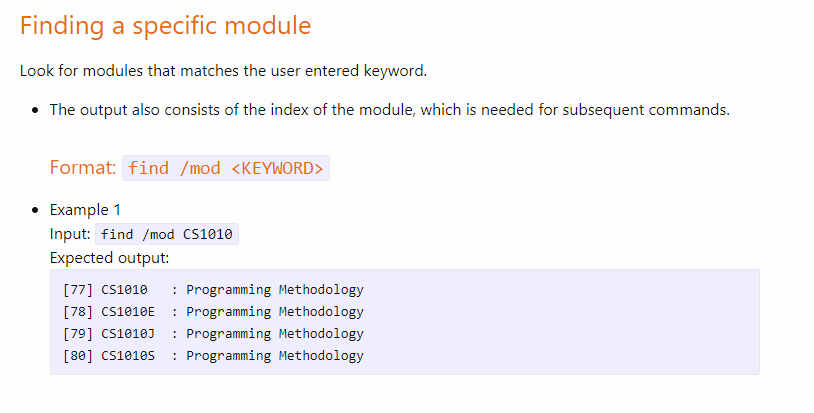 Finding a specific module
Look for modules that matches the user entered keyword.
• The output also consists of the index of the module, which is needed for subsequent commands.
Format: find /mod <KEYWORD>
• Example 1
Input: find /mod CS1010
Expected output:
[77] CS1010   : Programming Methodology
[78] CS1010E  : Programming Methodology
[79] CS1010J  : Programming Methodology
[80] CS1010S  : Programming Methodology